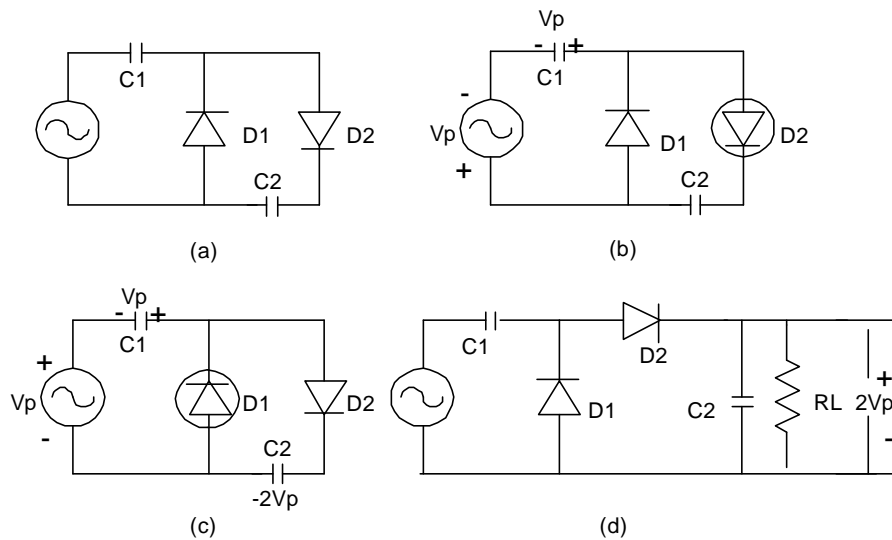 Vp
- +
C1
C1
-
Vp
+
D1
D2
D1
D2
C2
C2
(a)
(b)
Vp
- +
C1
C1
D2
+
Vp
-
D1
D2
D1
C2
RL
+
2Vp
-
C2
-2Vp
(c)
(d)